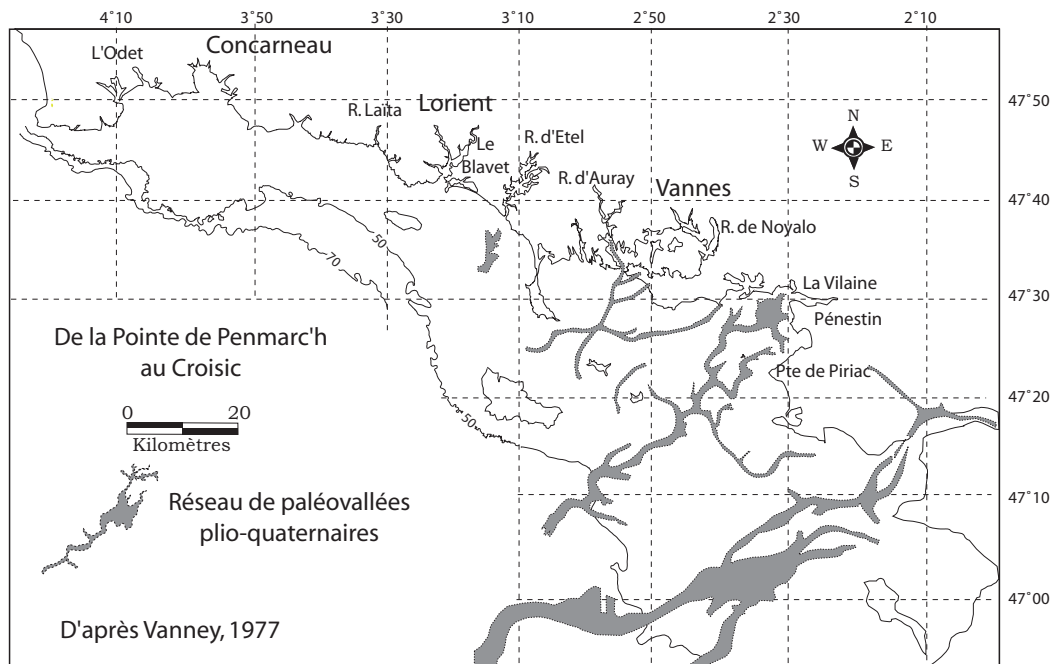 4˚10 3˚50 3˚30 3˚10 2˚50 2˚30 2˚10
L'Odet
Concarneau
47˚50
R. Laïta
Lorient
Le
Blavet
R. d'Etel
N
W E
S
R. d'Auray
Vannes
47˚40
R. de Noyalo
50
70
La Vilaine
47˚30
Pénestin
De la Pointe de Penmarc'h
au Croisic
Pte de Piriac
47˚20
0 20
Kilomètres
50
Réseau de paléovallées
plio-quaternaires
47˚10
47˚00
D'après Vanney, 1977